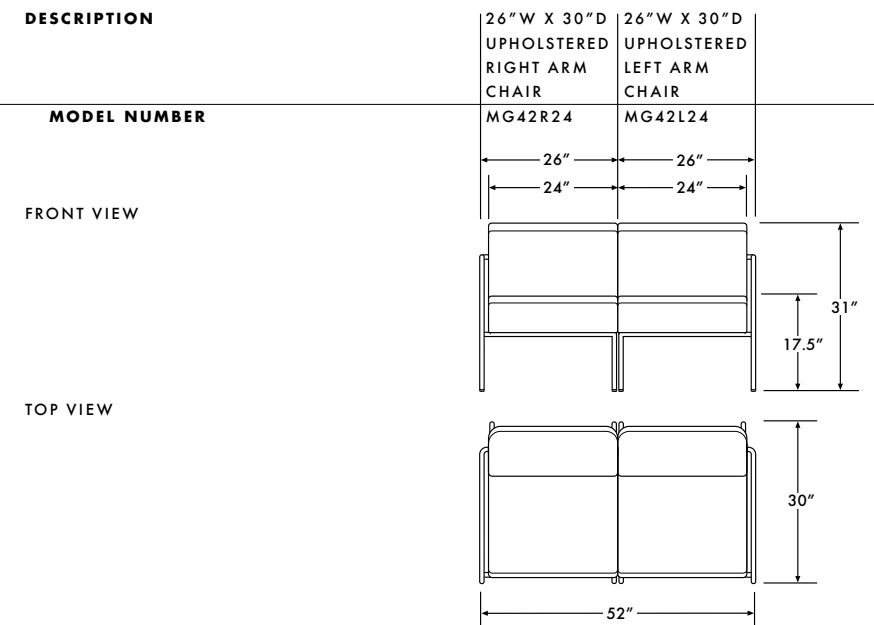 DESCRIPTION
26″W X 30″D 26″W X 30″D
UPHOLSTERED UPHOLSTERED
RIGHT ARM LEFT ARM
CHAIR CHAIR
MODEL NUMBER MG42R24 MG42L24
26″ 26″
24″ 24″
FRONT VIEW
31″
17.5″
TOP VIEW
30″
52″